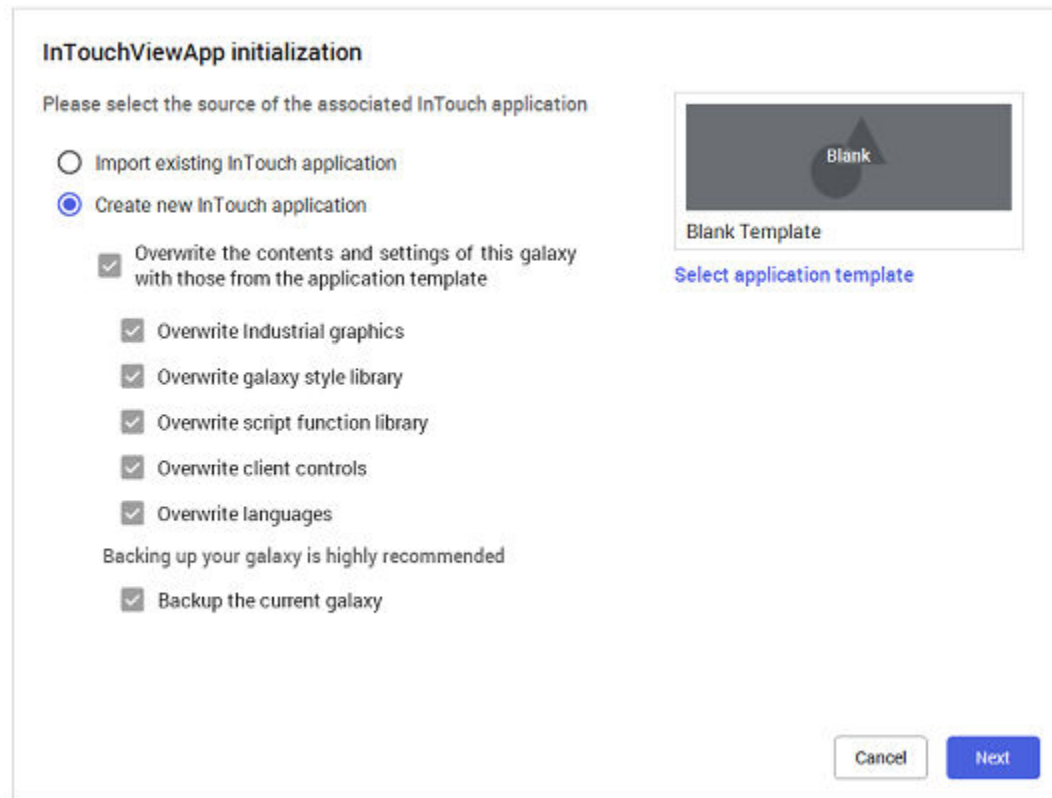 InTouchViewApp initialization
Please select the source of the associated InTouch application
Import existing InTouch application
Create new InTouch application
Overwrite the contents and settings of this galaxy
with those from the application template
Overwrite Industrial graphics
Overwrite galaxy style library
Overwrite script function library
Overwrite client controls
Overwrite languages
Backing up your galaxy is highly recommended
Backup the current galaxy
Blank
Blank Template
Select application template
Cancel
Next